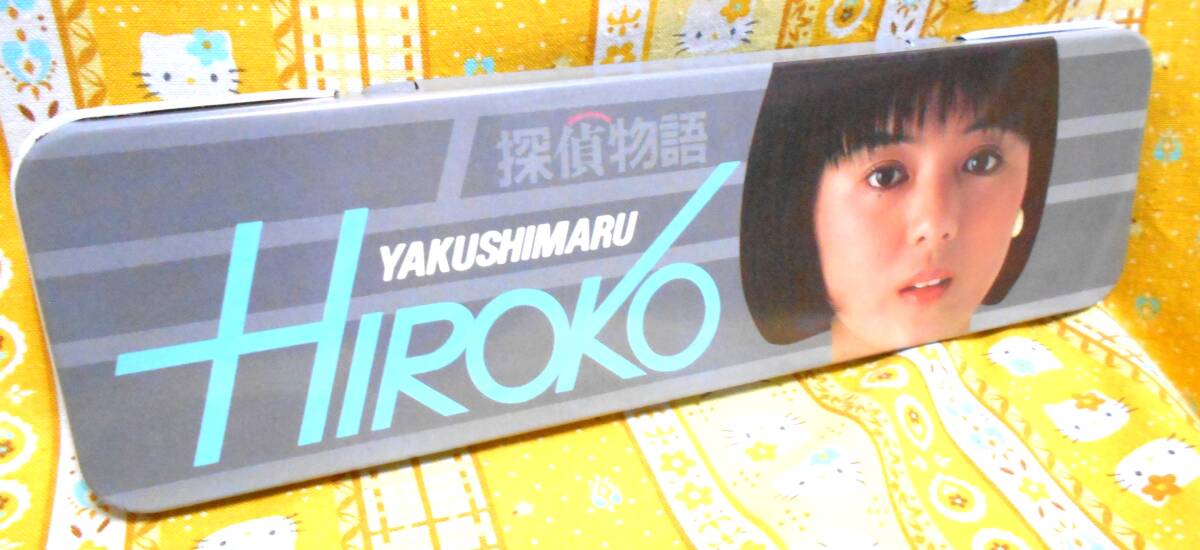 探偵物語
YAKUSHIMARU
HIROKO